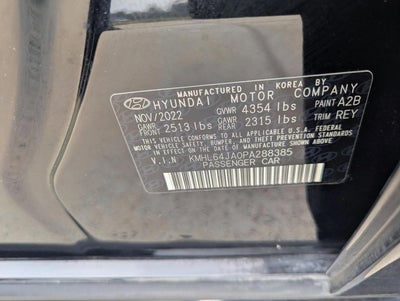 MANUFACTURED IN KOREA BY
HYUNDAI MOTOR COMPANY
NOV/2022 GVWR 4354 lbs PAINT A2B
GAWR FRONT 2513 lbs GAWR REAR 2315 lbs TRIM REY
THIS VEHICLE CONFORMS TO ALL APPLICABLE U.S. FEDERAL MOTOR
VEHICLE SAFETY, BUMPER, AND THEFT PREVENTION STANDARDS
IN EFFECT ON THE DATE OF MANUFACTURE SHOWN ABOVE.
V.I.N KMHL64JA0PA288385
PASSENGER CAR